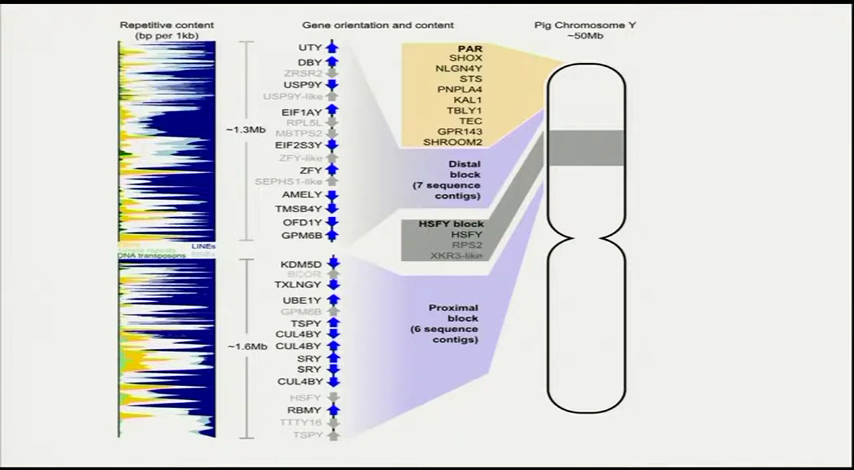 Repetitive content
(bp per 1kb)
Gene orientation and content
Pig Chromosome Y
~50Mb
UTY
DBY
ZRSR2
USP9Y
USP9Y-like
EIF1AY
RPL5L
MBTPS2
EIF2S3Y
ZFY-like
ZFY
SEPHS1-like
AMELY
TMSB4Y
OFD1Y
GPM6B
~1.3Mb
LINEs
DNA transposons
KDM5D
BCOR
TXLNGY
UBE1Y
GPM6B
TSPY
CUL4BY
CUL4BY
SRY
SRY
CUL4BY
HSFY
RBMY
TTTY16
TSPY
~1.6Mb
PAR
SHOX
NLGN4Y
STS
PNPLA4
KAL1
TBLY1
TEC
GPR143
SHROOM2
Distal
block
(7 sequence
contigs)
HSFY block
HSFY
RPS2
XKR3-like
Proximal
block
(6 sequence
contigs)